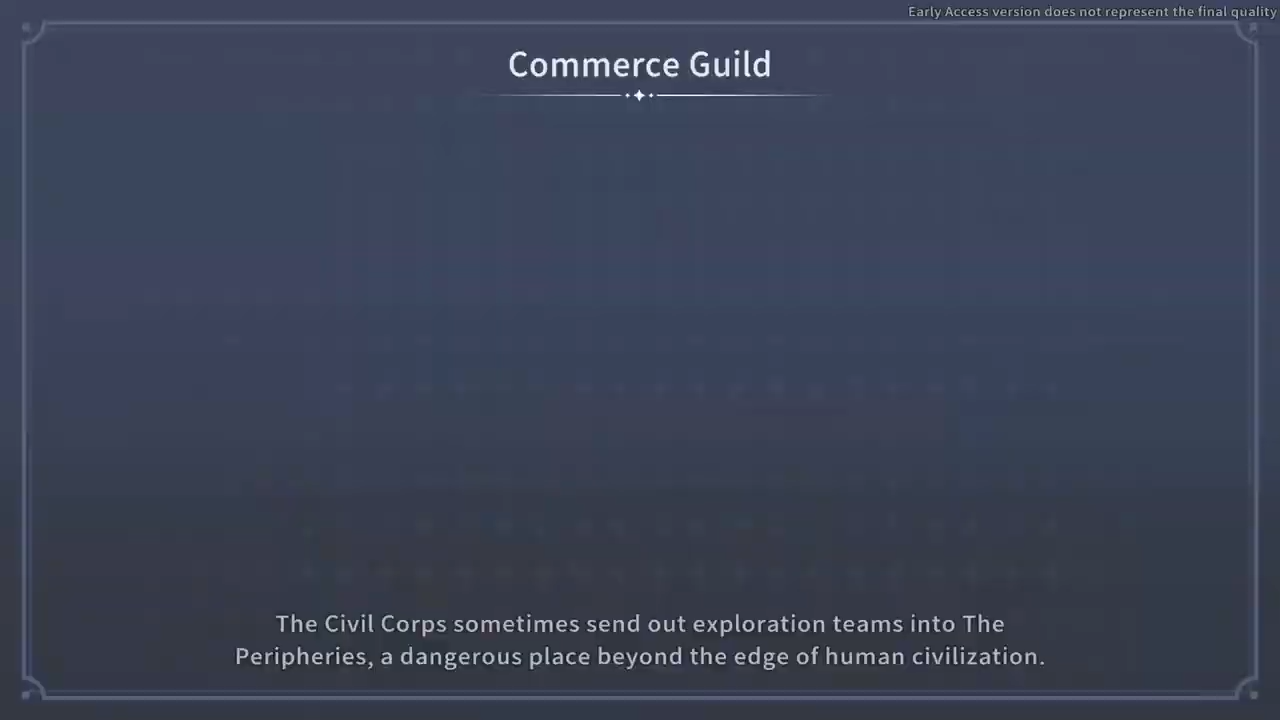 Early Access version does not represent the final quality
Commerce Guild
The Civil Corps sometimes send out exploration teams into The
Peripheries, a dangerous place beyond the edge of human civilization.